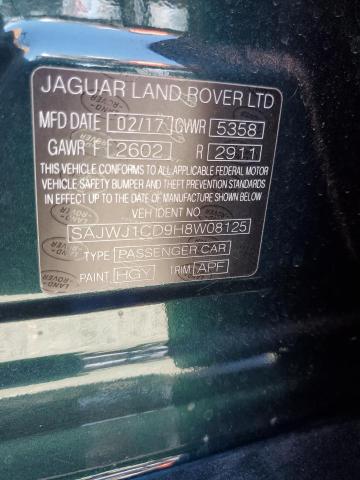 JAGUAR LAND ROVER LTD
MFD DATE 02/17 GVWR 5358
GAWR F 2602 R 2911
THIS VEHICLE CONFORMS TO ALL APPLICABLE FEDERAL MOTOR
VEHICLE SAFETY BUMPER AND THEFT PREVENTION STANDARDS
IN EFFECT UP TO THE DATE OF MANUFACTURE SHOWN BELOW
VEH IDENT NO
SAJWJ1CD9H8W08125
TYPE PASSENGER CAR
PAINT HGY TRIM APF